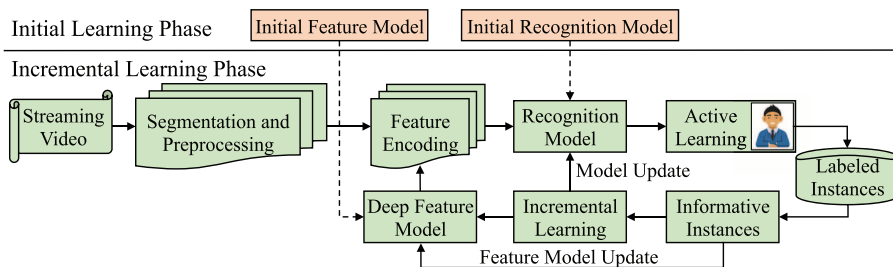 Initial Learning Phase
Initial Feature Model
Initial Recognition Model
Incremental Learning Phase
Streaming
Video
Segmentation and
Preprocessing
Feature
Encoding
Recognition
Model
Active
Learning
Labeled
Instances
Model Update
Deep Feature
Model
Incremental
Learning
Informative
Instances
Feature Model Update